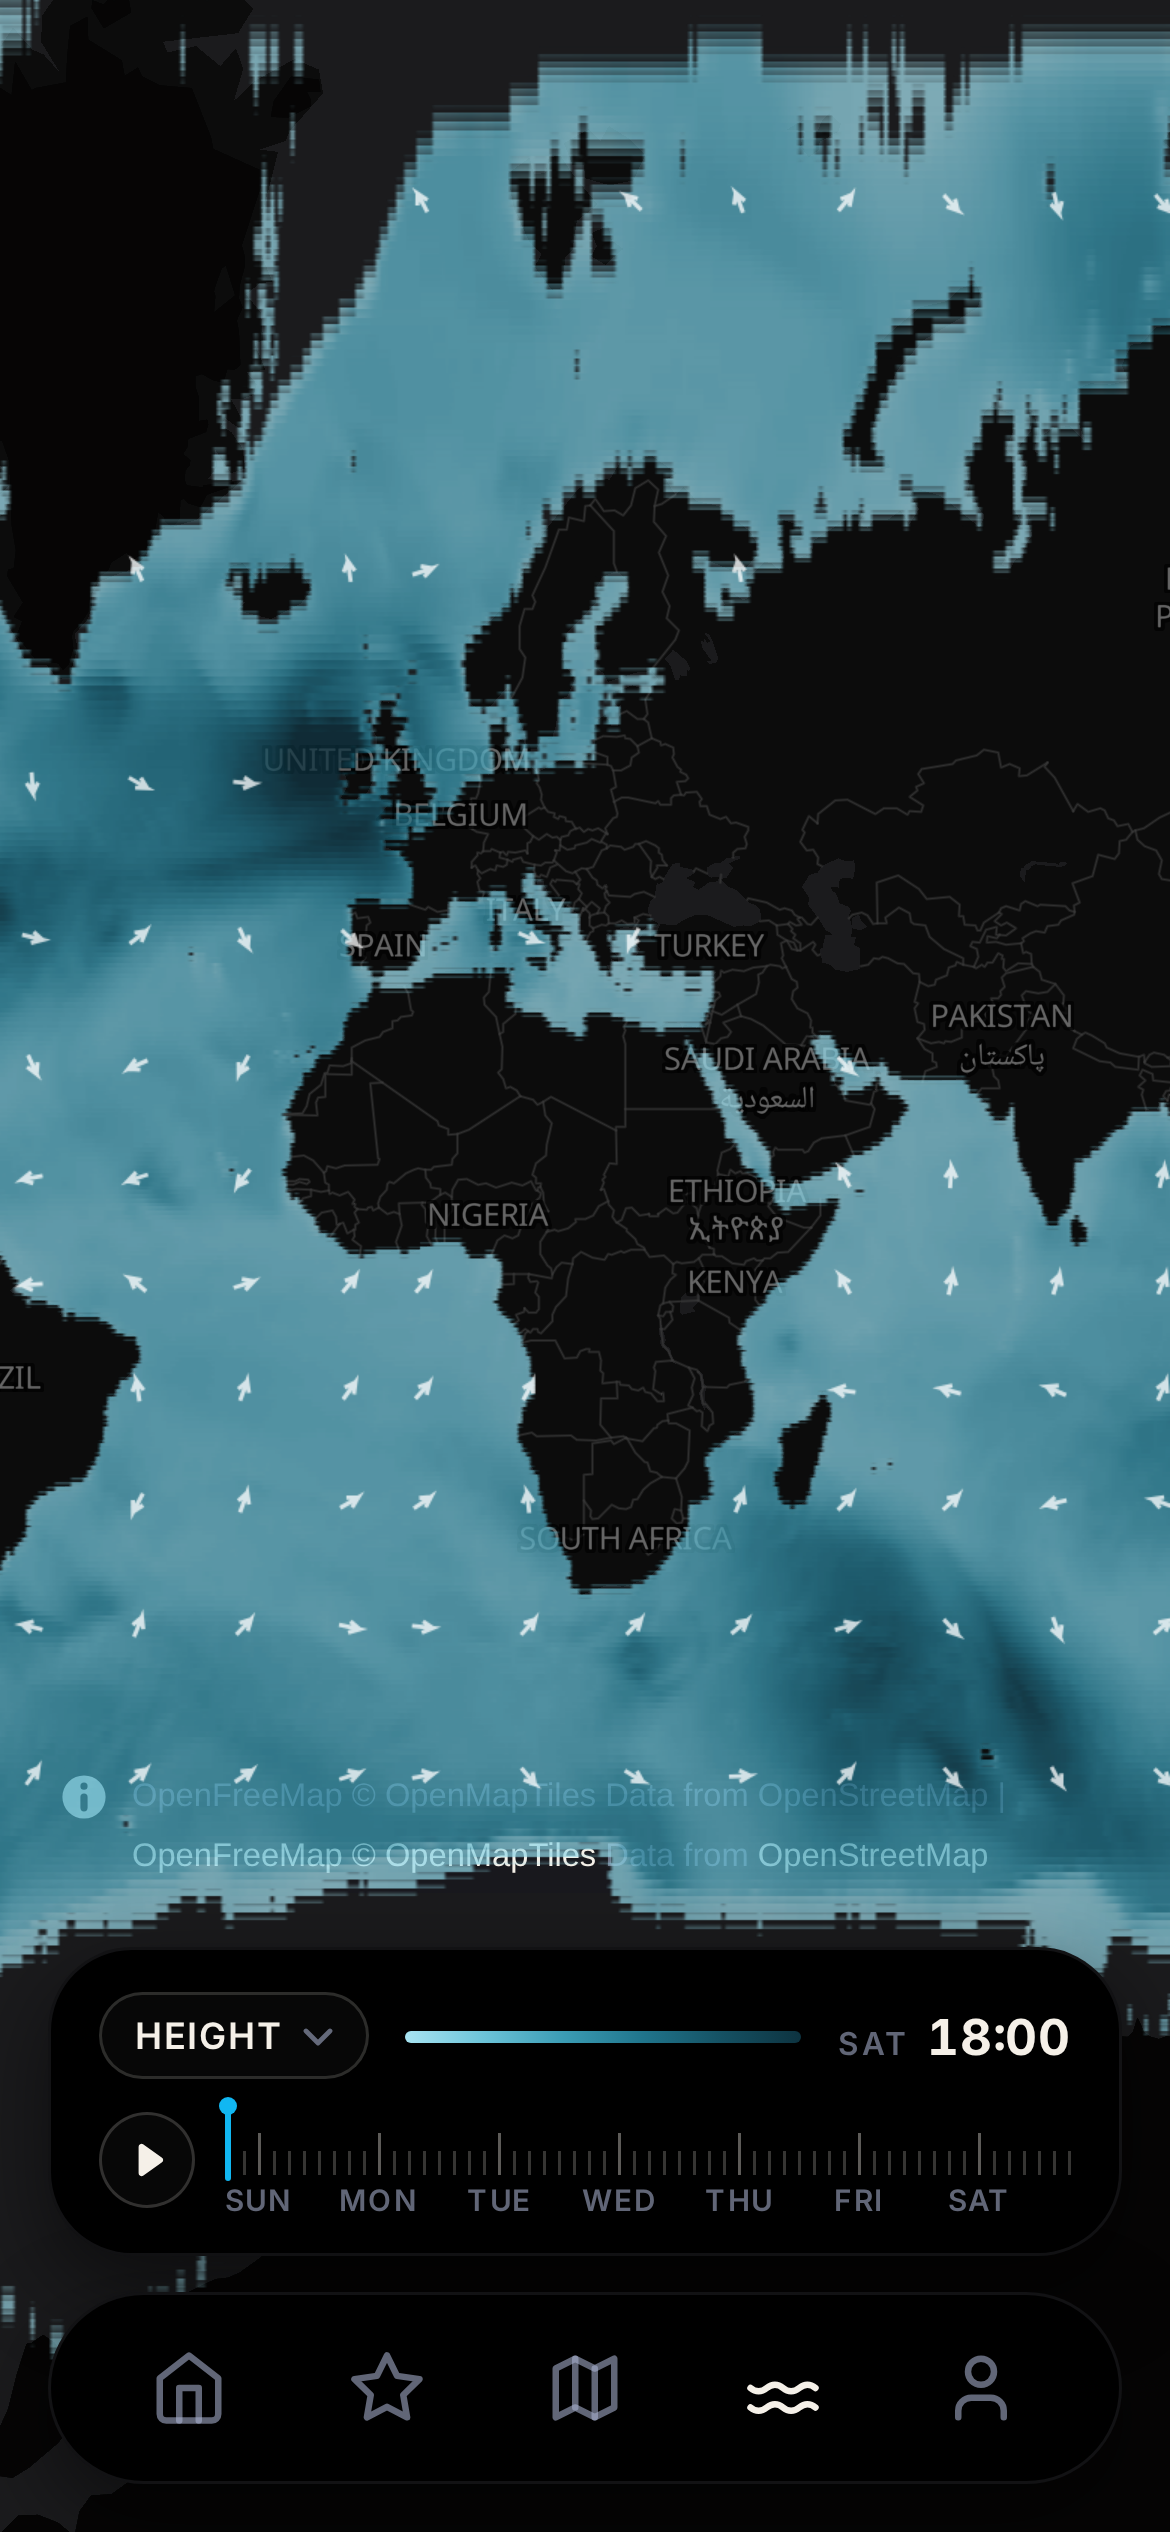 UNITED KINGDOM
BELGIUM
ITALY
SPAIN
TURKEY
PAKISTAN
پاکستان
SAUDI ARABIA
السعودية
ETHIOPIA
ኢትዮጵያ
NIGERIA
KENYA
ZIL
SOUTH AFRICA
OpenFreeMap © OpenMapTiles Data from OpenStreetMap |
OpenFreeMap © OpenMapTiles Data from OpenStreetMap
HEIGHT
SAT 18:00
SUN MON TUE WED THU FRI SAT